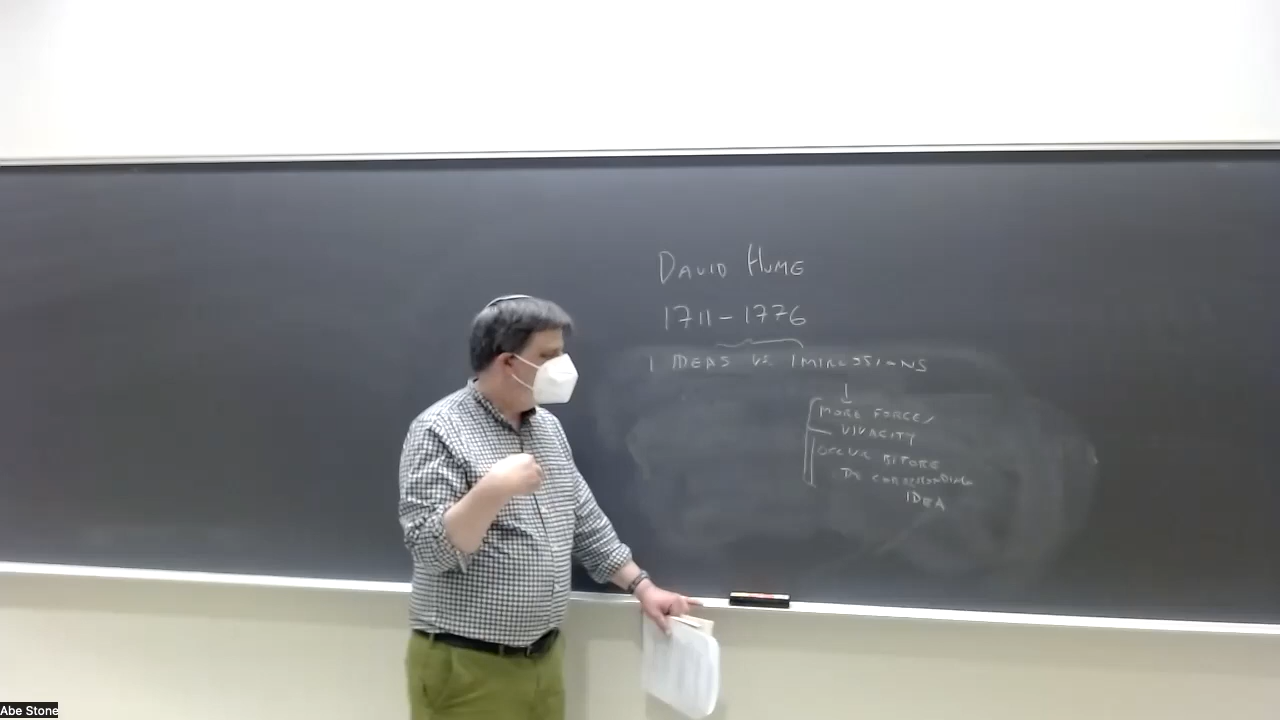 DAVID HUME
1711-1776
1 IDEAS VS. IMPRESSIONS
MORE FORCE/
VIVACITY
OCCUR BEFORE
THE CORRESPONDING
IDEA
Abe Stone